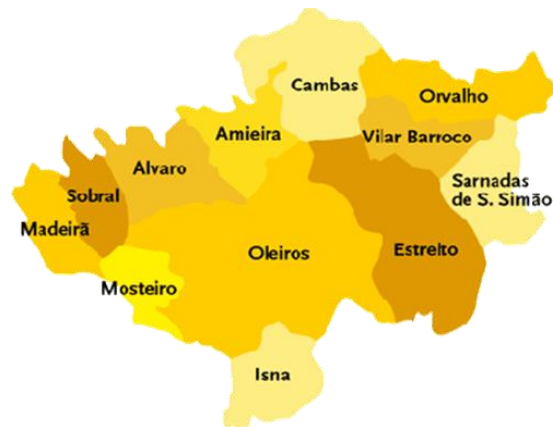 Cambas
Orvalho
Amieira
Vilar Barroco
Alvaro
Sarnadas
de S. Simão
Sobral
Madeirã
Oleiros
Estreito
Mosteiro
Isna